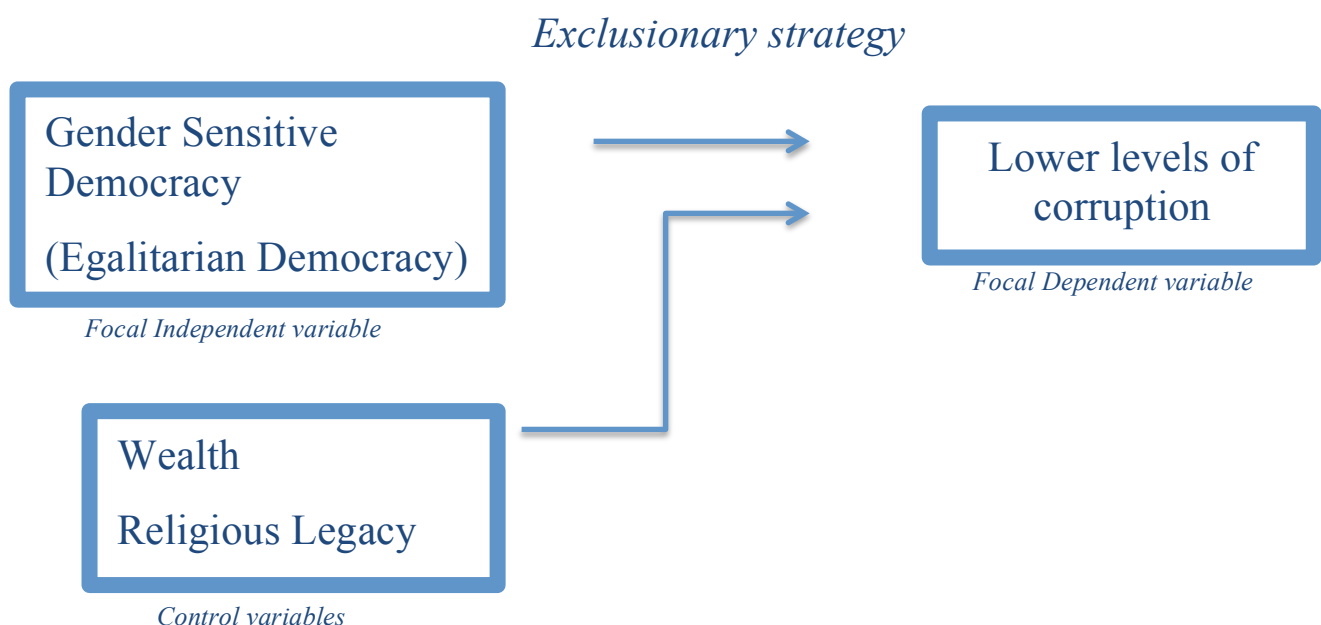 Exclusionary strategy
Gender Sensitive
Democracy
(Egalitarian Democracy)
Focal Independent variable
Lower levels of
corruption
Focal Dependent variable
Wealth
Religious Legacy
Control variables